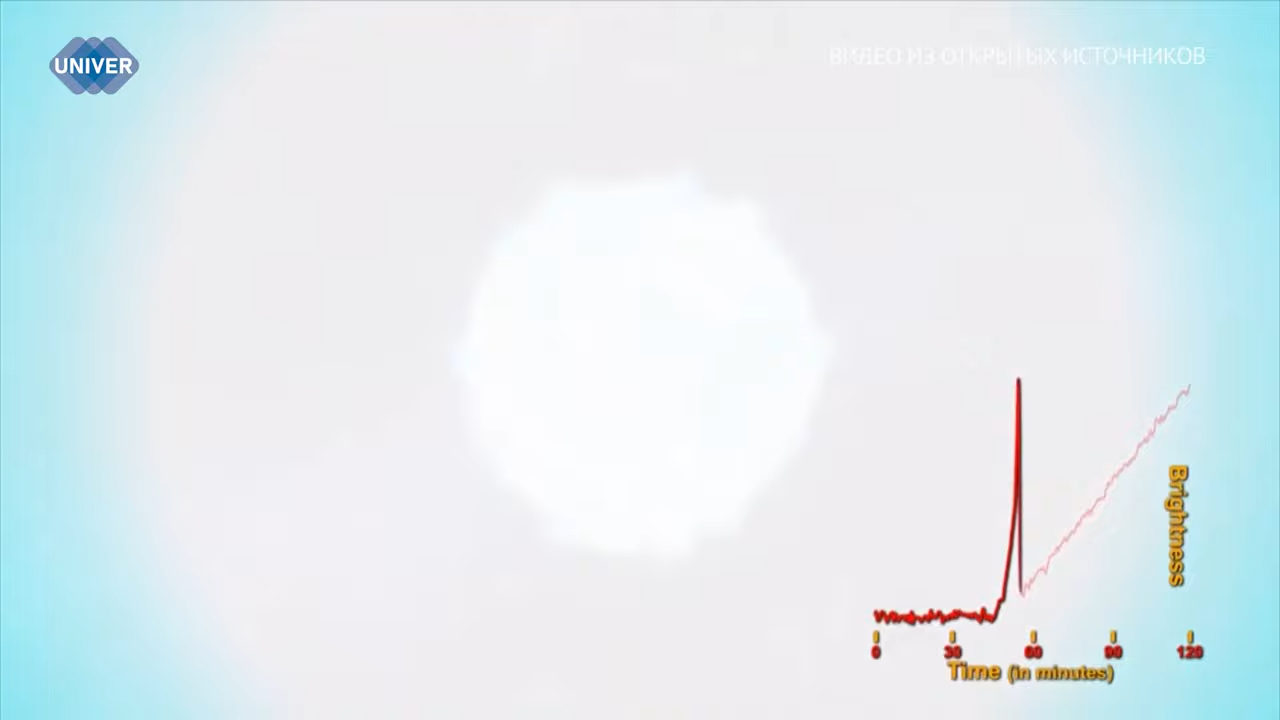 UNIVER
ВИДЕО ИЗ ОТКРЫТЫХ ИСТОЧНИКОВ
Brightness
0 30 60 90 120
Time (in minutes)